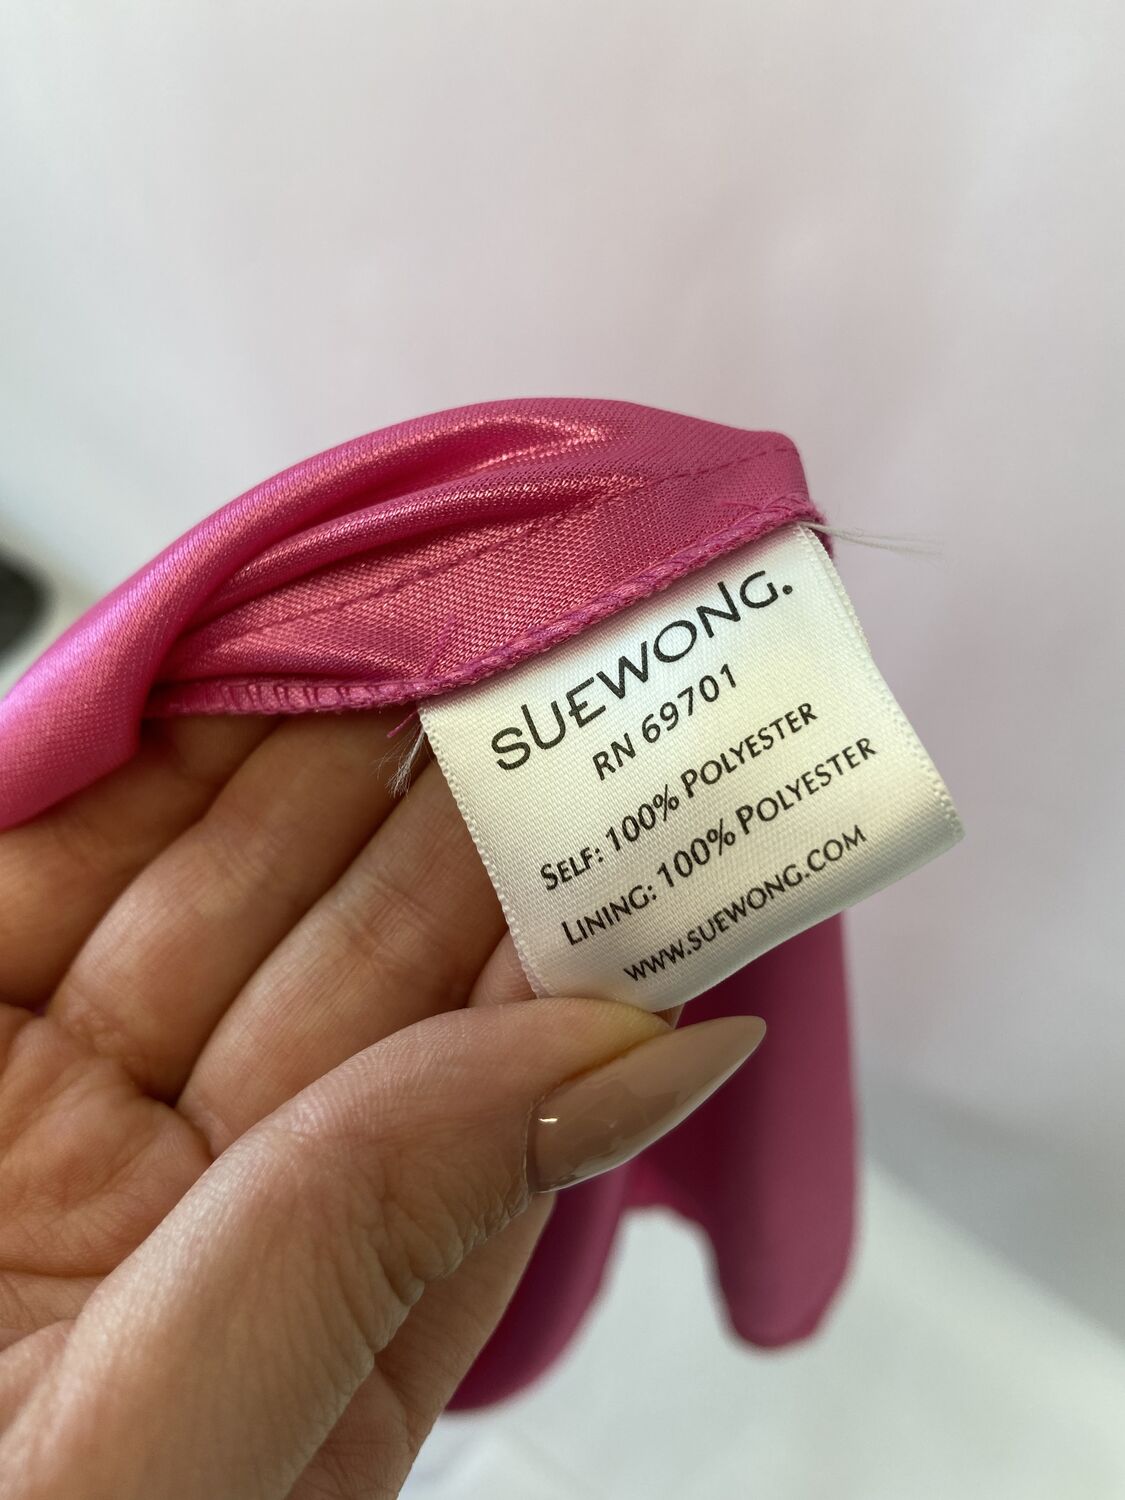 SUEWONG.
RN 69701
SELF: 100% POLYESTER
LINING: 100% POLYESTER
WWW.SUEWONG.COM